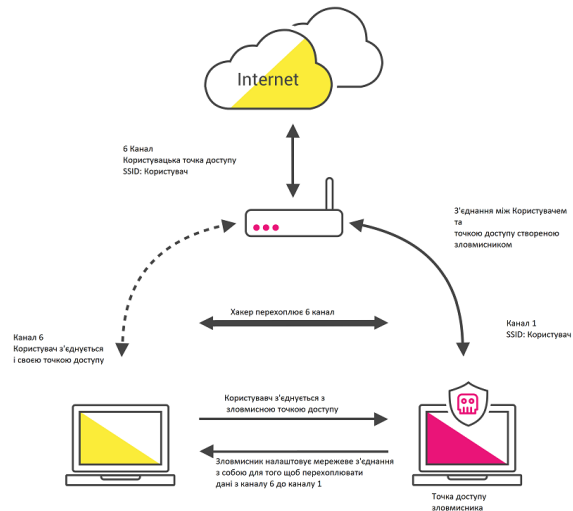 Internet
6 Канал
Користувацька точка доступу
SSID: Користувач
З'єднання між Користувачем
та
точкою доступу створеною
зловмисником
Хакер перехоплює 6 канал
Канал 6
Користувач з'єднується
і своєю точкою доступу
Канал 1
SSID: Користувач
Користувавч з'єднується з
зловмисною точкою доступу
Зловмисник налаштовує мережеве з'єднання
з собою для того щоб перехоплювати
дані з каналу 6 до каналу 1
Точка доступу
зловмисника